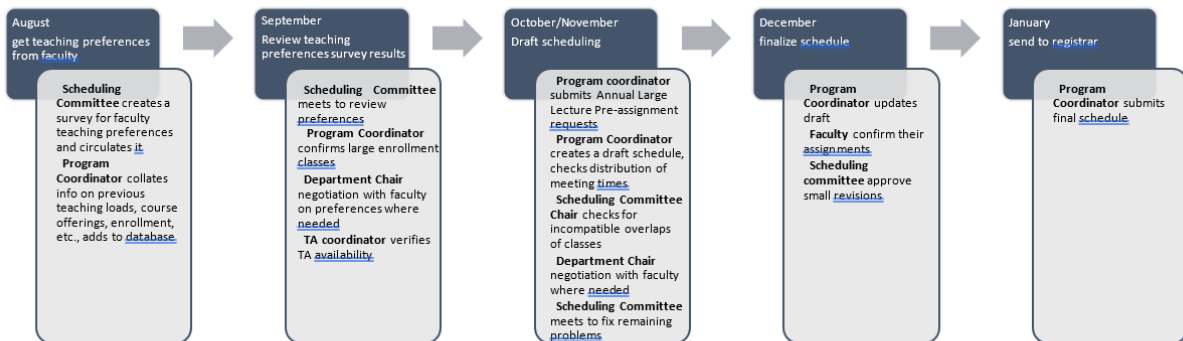 August
get teaching preferences
from faculty
Scheduling
Committee creates a
survey for faculty
teaching preferences
and circulates it
Program
Coordinator collates
info on previous
teaching loads, course
offerings, enrollment,
etc., adds to database
September
Review teaching
preferences survey results
Scheduling Committee
meets to review
preferences
Program Coordinator
confirms large enrollment
classes
Department Chair
negotiation with faculty
on preferences where
needed
TA coordinator verifies
TA availability
October/November
Draft scheduling
Program coordinator
submits Annual Large
Lecture Pre-assignment
requests
Program Coordinator
creates a draft schedule,
checks distribution of
meeting times
Scheduling Committee
Chair checks for
incompatible overlaps
of classes
Department Chair
negotiation with faculty
where needed
Scheduling Committee
meets to fix remaining
problems
December
finalize schedule
Program
Coordinator updates
draft
Faculty confirm their
assignments
Scheduling
committee approve
small revisions
January
send to registrar
Program
Coordinator submits
final schedule